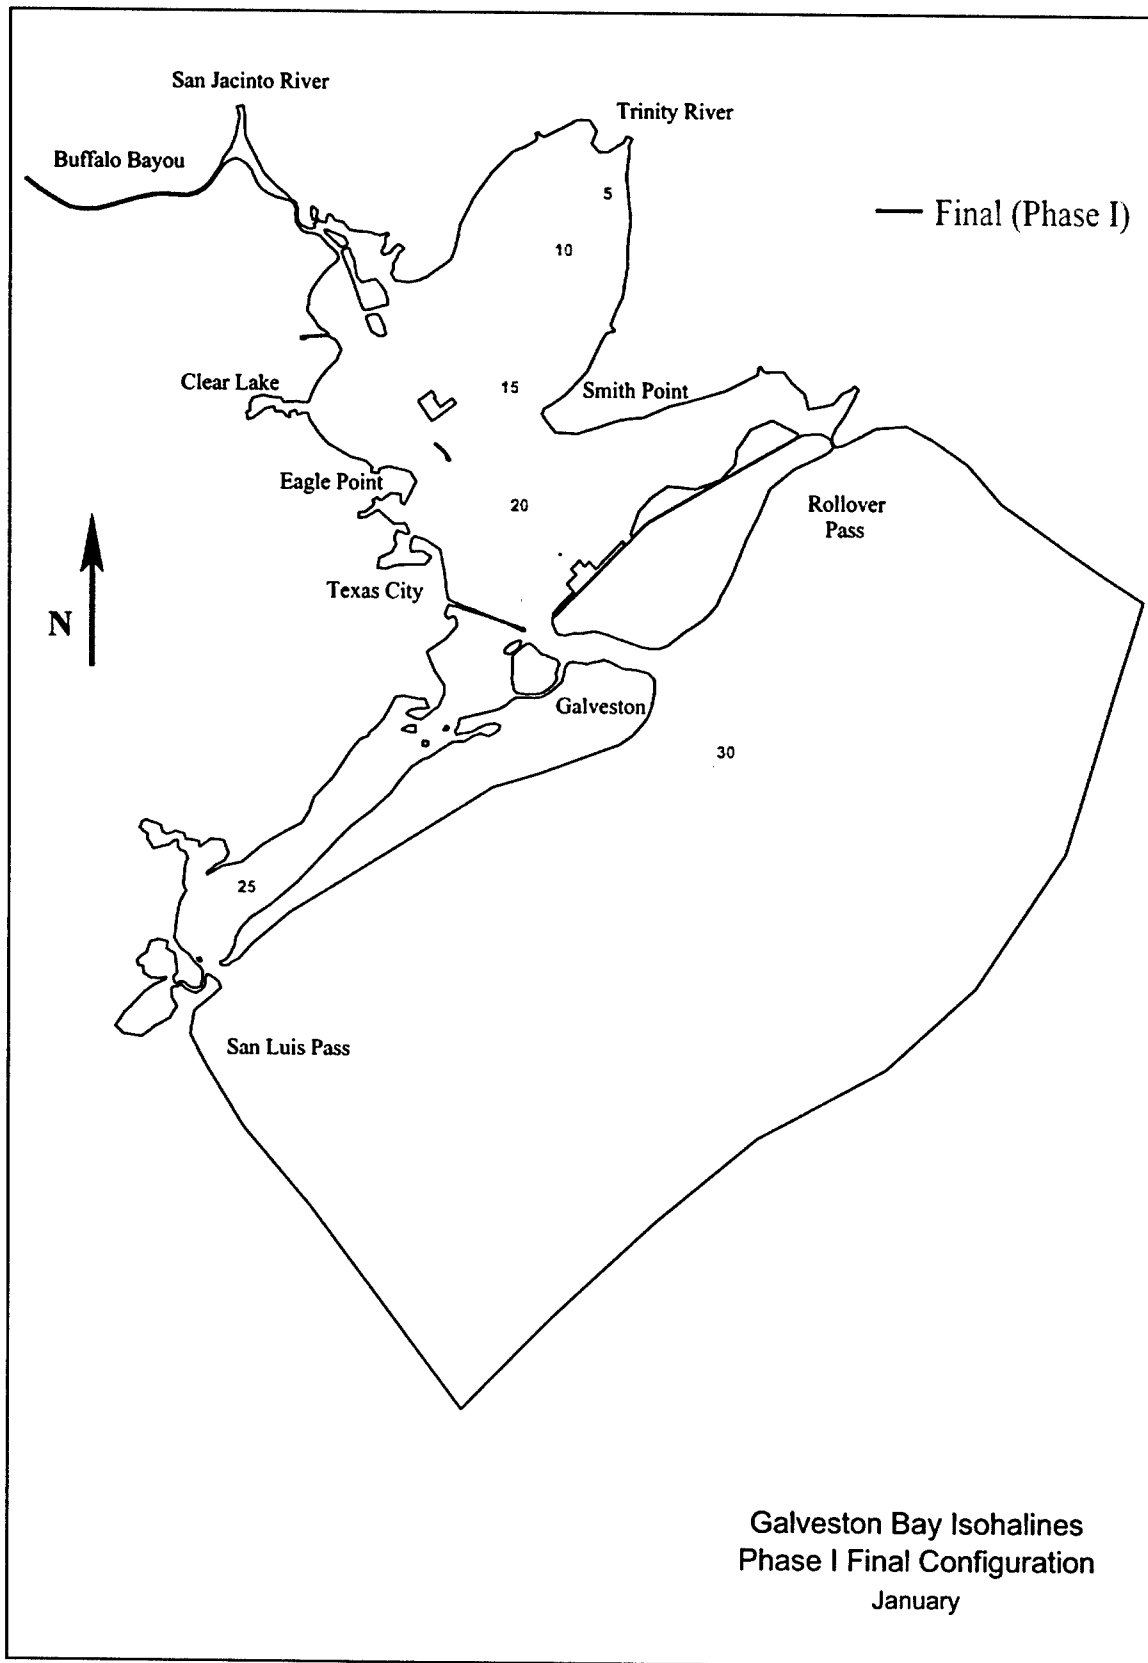 San Jacinto River
Trinity River
Buffalo Bayou
5
Final (Phase I)
10
Clear Lake
15
Smith Point
Eagle Point
20
Rollover
Pass
Texas City
N
Galveston
30
25
San Luis Pass
Galveston Bay Isohalines
Phase I Final Configuration
January